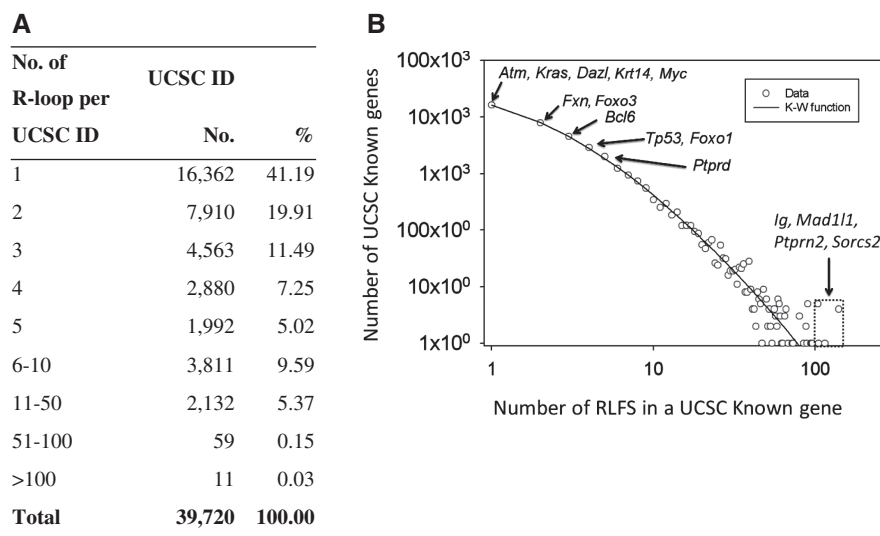 A
No. of
R-loop per
UCSC ID
UCSC ID
No. %
1 16,362 41.19
2 7,910 19.91
3 4,563 11.49
4 2,880 7.25
5 1,992 5.02
6-10 3,811 9.59
11-50 2,132 5.37
51-100 59 0.15
>100 11 0.03
Total 39,720 100.00
B
Number of UCSC Known genes
100x10³
10x10³
1x10³
100x10⁰
10x10⁰
1x10⁰
Atm, Kras, Dazl, Krt14, Myc
Fxn, Foxo3
Bcl6
Tp53, Foxo1
Ptprd
Data
K-W function
Ig, Mad1l1,
Ptprn2, Sorcs2
1 10 100
Number of RLFS in a UCSC Known gene